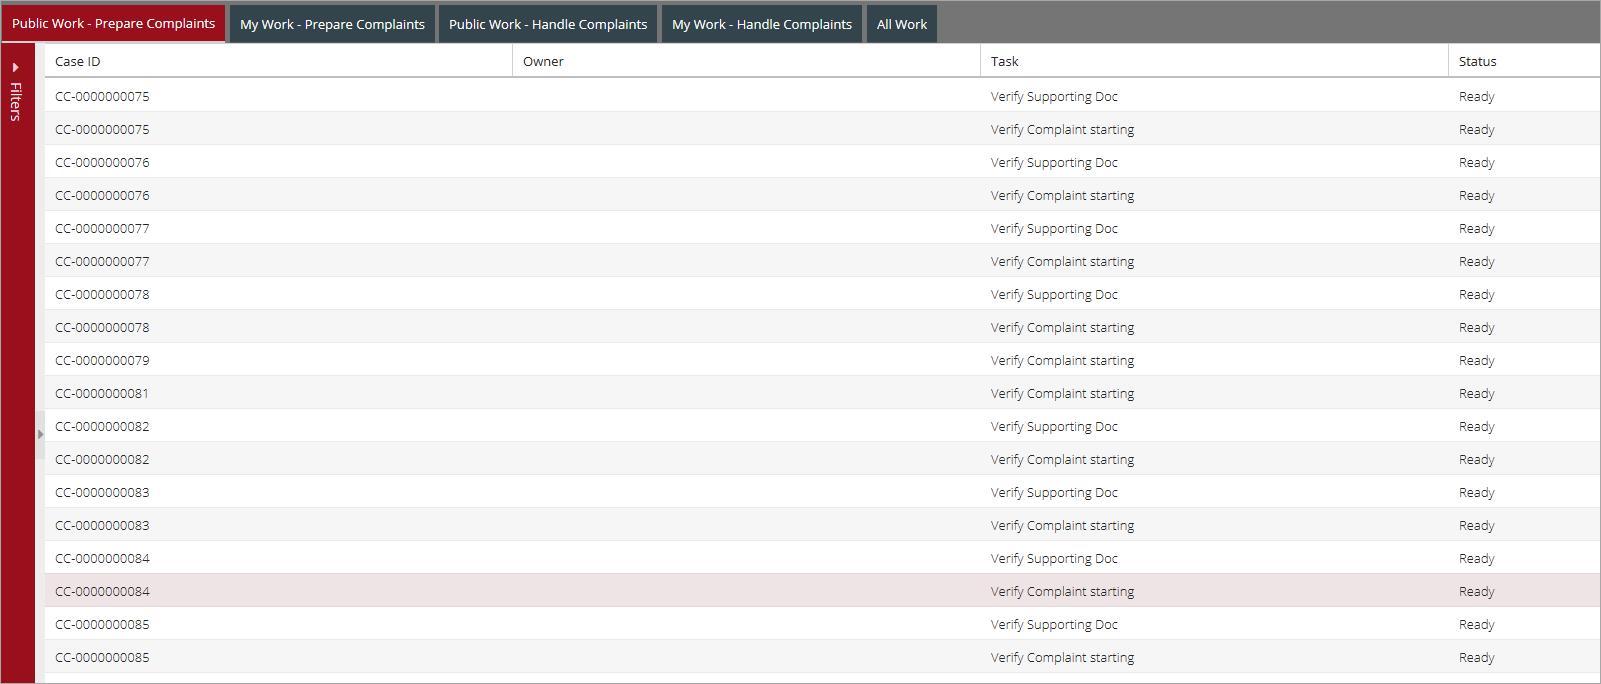 Public Work - Prepare Complaints My Work - Prepare Complaints Public Work - Handle Complaints My Work - Handle Complaints All Work
Filters
Case ID Owner Task Status
CC-0000000075 Verify Supporting Doc Ready
CC-0000000075 Verify Complaint starting Ready
CC-0000000076 Verify Supporting Doc Ready
CC-0000000076 Verify Complaint starting Ready
CC-0000000077 Verify Supporting Doc Ready
CC-0000000077 Verify Complaint starting Ready
CC-0000000078 Verify Supporting Doc Ready
CC-0000000078 Verify Complaint starting Ready
CC-0000000079 Verify Complaint starting Ready
CC-0000000081 Verify Complaint starting Ready
CC-0000000082 Verify Supporting Doc Ready
CC-0000000082 Verify Complaint starting Ready
CC-0000000083 Verify Supporting Doc Ready
CC-0000000083 Verify Complaint starting Ready
CC-0000000084 Verify Supporting Doc Ready
CC-0000000084 Verify Complaint starting Ready
CC-0000000085 Verify Supporting Doc Ready
CC-0000000085 Verify Complaint starting Ready